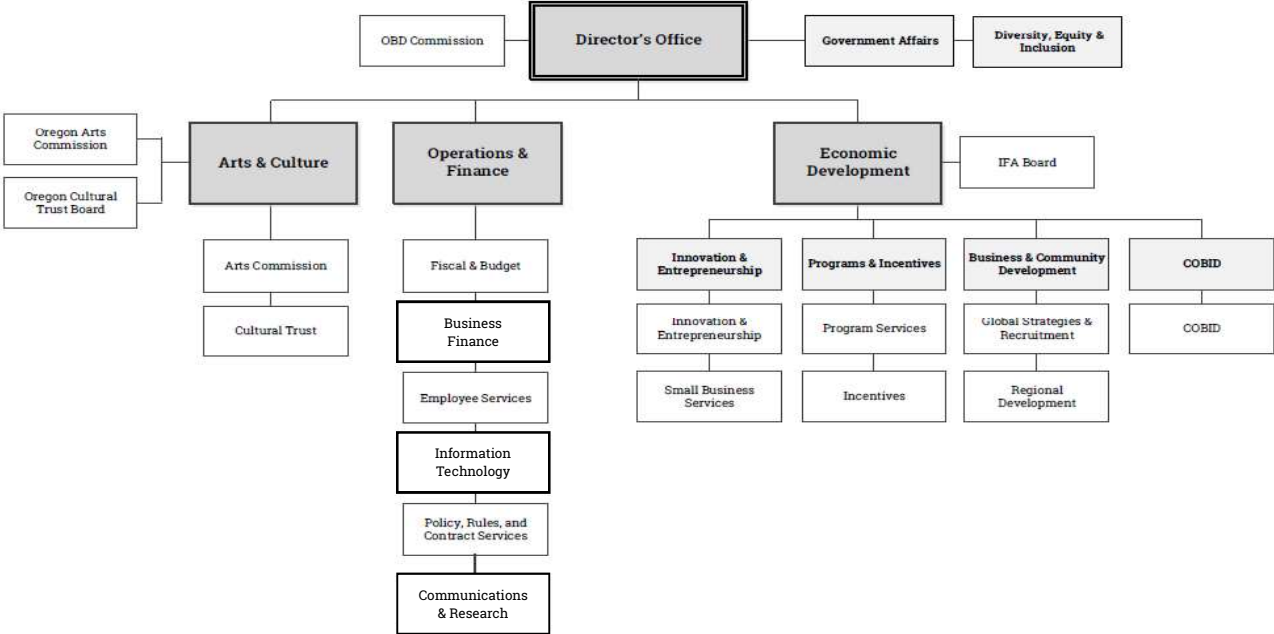 OBD Commission
Director's Office
Government Affairs
Diversity, Equity &
Inclusion
Oregon Arts
Commission
Oregon Cultural
Trust Board
Arts & Culture
Operations &
Finance
Economic
Development
IFA Board
Arts Commission
Cultural Trust
Fiscal & Budget
Business
Finance
Employee Services
Information
Technology
Policy, Rules, and
Contract Services
Communications
& Research
Innovation &
Entrepreneurship
Programs & Incentives
Business & Community
Development
COBID
Innovation &
Entrepreneurship
Program Services
Global Strategies &
Recruitment
COBID
Small Business
Services
Incentives
Regional
Development